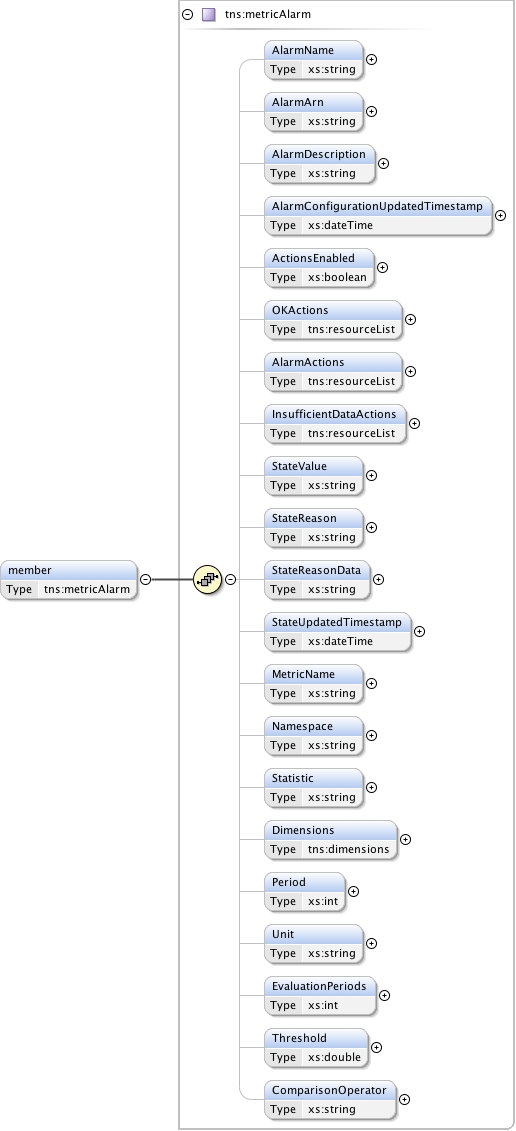 tns:metricAlarm
AlarmName
Type xs:string
AlarmArn
Type xs:string
AlarmDescription
Type xs:string
AlarmConfigurationUpdatedTimestamp
Type xs:dateTime
ActionsEnabled
Type xs:boolean
OKActions
Type tns:resourceList
AlarmActions
Type tns:resourceList
InsufficientDataActions
Type tns:resourceList
StateValue
Type xs:string
StateReason
Type xs:string
member
Type tns:metricAlarm
StateReasonData
Type xs:string
StateUpdatedTimestamp
Type xs:dateTime
MetricName
Type xs:string
Namespace
Type xs:string
Statistic
Type xs:string
Dimensions
Type tns:dimensions
Period
Type xs:int
Unit
Type xs:string
EvaluationPeriods
Type xs:int
Threshold
Type xs:double
ComparisonOperator
Type xs:string